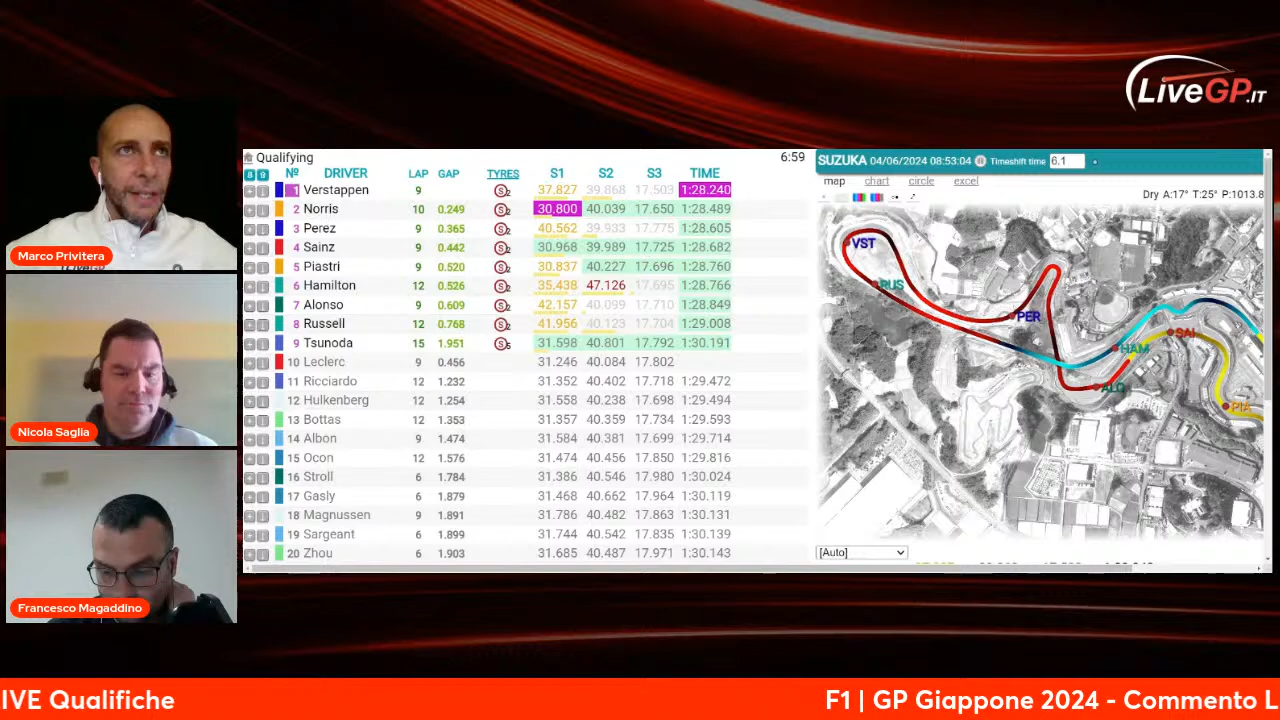 LiveGP.IT
Marco Privitera
Nicola Saglia
Francesco Magaddino
Qualifying 6:59
Nº DRIVER LAP GAP TYRES S1 S2 S3 TIME
1 Verstappen 9 S2 37.827 39.868 17.503 1:28.240
2 Norris 10 0.249 S2 30.800 40.039 17.650 1:28.489
3 Perez 9 0.365 S2 40.562 39.933 17.775 1:28.605
4 Sainz 9 0.442 S2 30.968 39.989 17.725 1:28.682
5 Piastri 9 0.520 S2 30.837 40.227 17.696 1:28.760
6 Hamilton 12 0.526 S2 35.438 47.126 17.695 1:28.766
7 Alonso 9 0.609 S2 42.157 40.099 17.710 1:28.849
8 Russell 12 0.768 S2 41.956 40.123 17.704 1:29.008
9 Tsunoda 15 1.951 S5 31.598 40.801 17.792 1:30.191
10 Leclerc 9 0.456 31.246 40.084 17.802
11 Ricciardo 12 1.232 31.352 40.402 17.718 1:29.472
12 Hulkenberg 12 1.254 31.558 40.238 17.698 1:29.494
13 Bottas 12 1.353 31.357 40.359 17.734 1:29.593
14 Albon 9 1.474 31.584 40.381 17.699 1:29.714
15 Ocon 12 1.576 31.474 40.456 17.850 1:29.816
16 Stroll 6 1.784 31.386 40.546 17.980 1:30.024
17 Gasly 6 1.879 31.468 40.662 17.964 1:30.119
18 Magnussen 9 1.891 31.786 40.482 17.863 1:30.131
19 Sargeant 6 1.899 31.744 40.542 17.835 1:30.139
20 Zhou 6 1.903 31.685 40.487 17.971 1:30.143
SUZUKA 04/06/2024 08:53:04 Timeshift time 6.1
map chart circle excel
Dry A:17° T:25° P:1013.8
VST
RUS
PER
HAM
SAI
ALO
PIA
[Auto]
IVE Qualifiche F1 | GP Giappone 2024 - Commento L